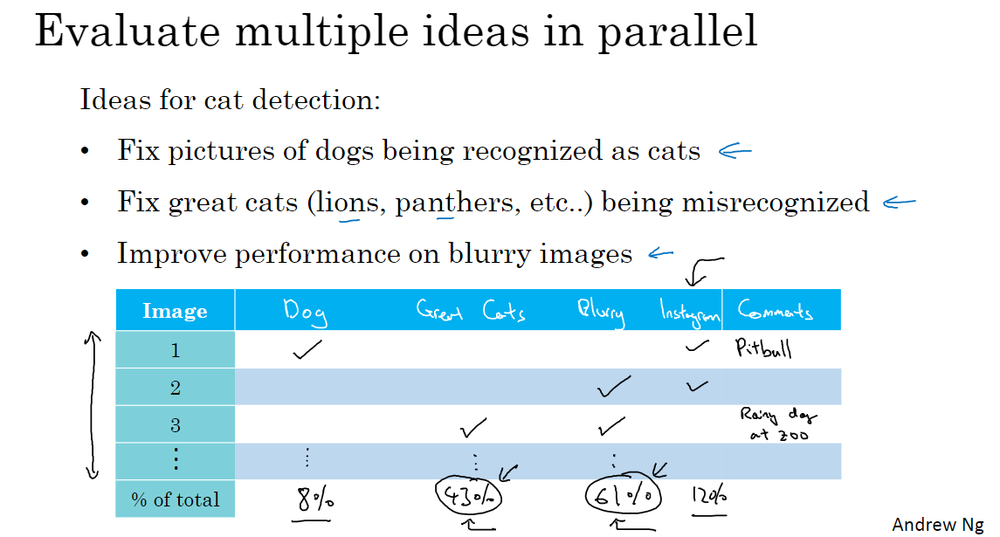 Evaluate multiple ideas in parallel
Ideas for cat detection:
• Fix pictures of dogs being recognized as cats
• Fix great cats (lions, panthers, etc..) being misrecognized
• Improve performance on blurry images
Image Dog Great Cats Blurry Instagram Comments
1 ✓ ✓ Pitbull
2 ✓ ✓
3 ✓ ✓ Rainy day
at zoo
⋮ ⋮ ⋮ ⋮
% of total 8% 43% 61% 12%
Andrew Ng